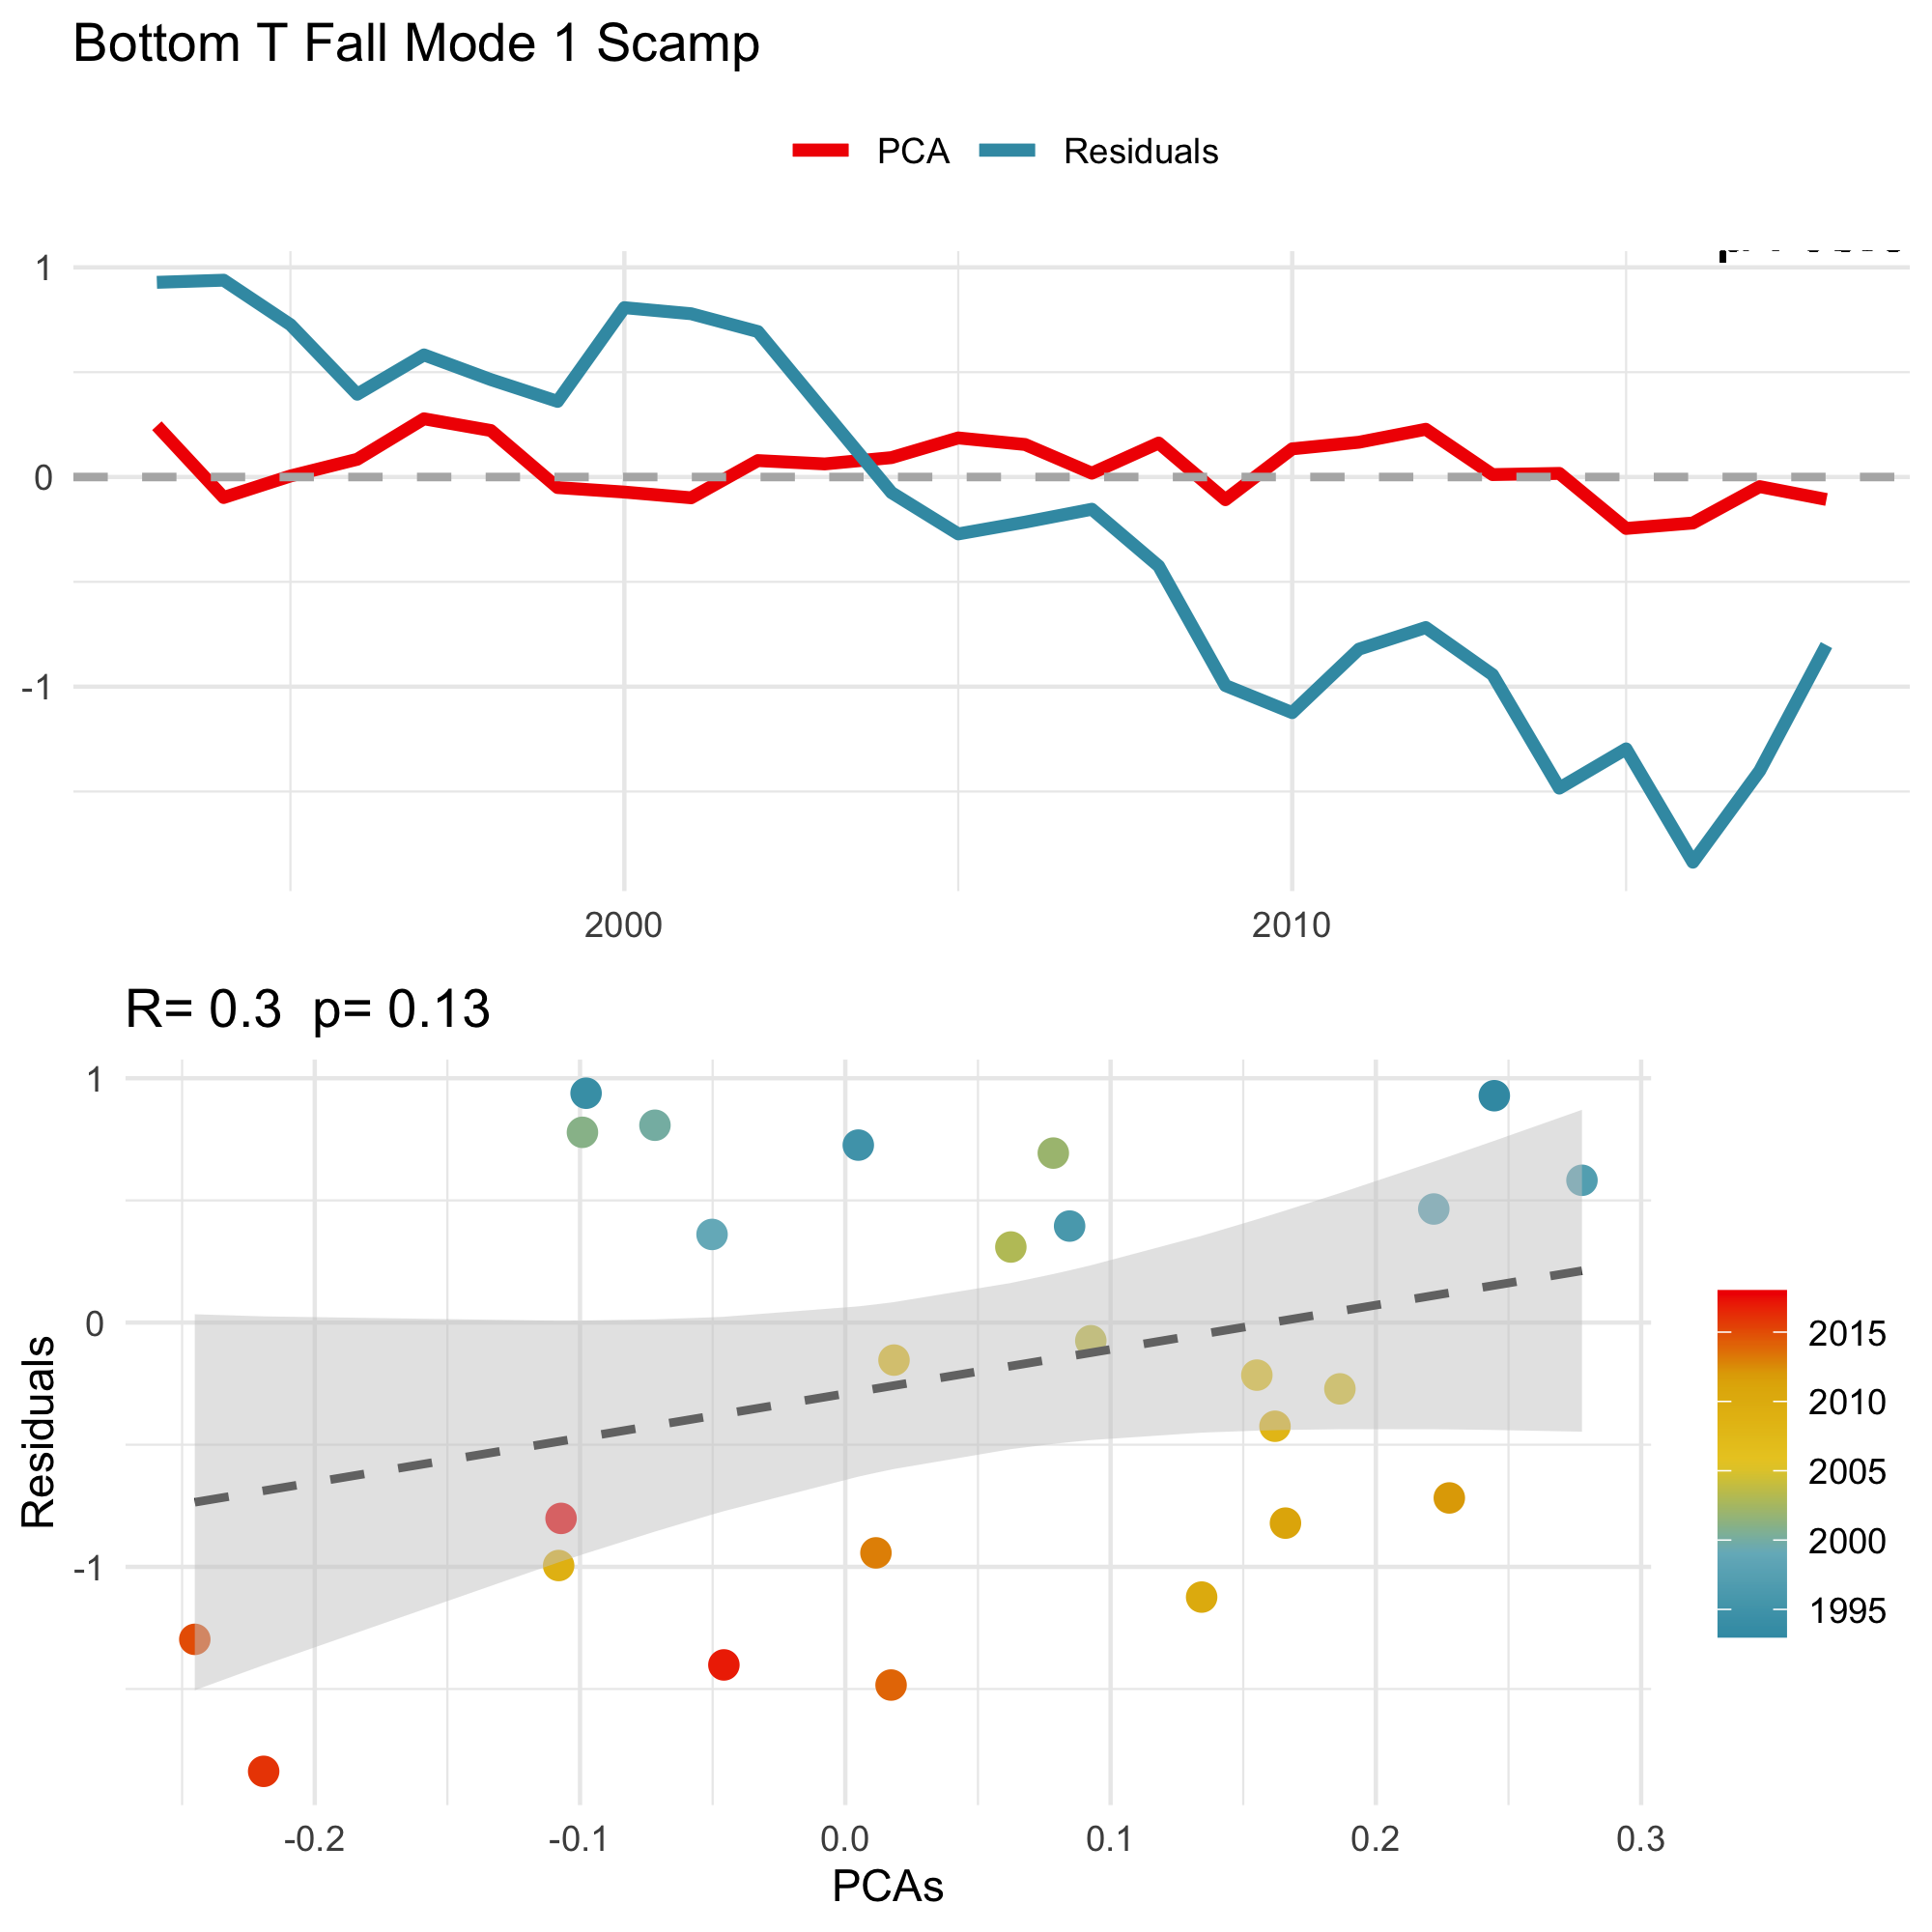 Bottom T Fall Mode 1 Scamp
PCA Residuals
1
0
-1
2000 2010
R= 0.3 p= 0.13
1
0
-1
Residuals
-0.2 -0.1 0.0 0.1 0.2 0.3
PCAs
2015
2010
2005
2000
1995